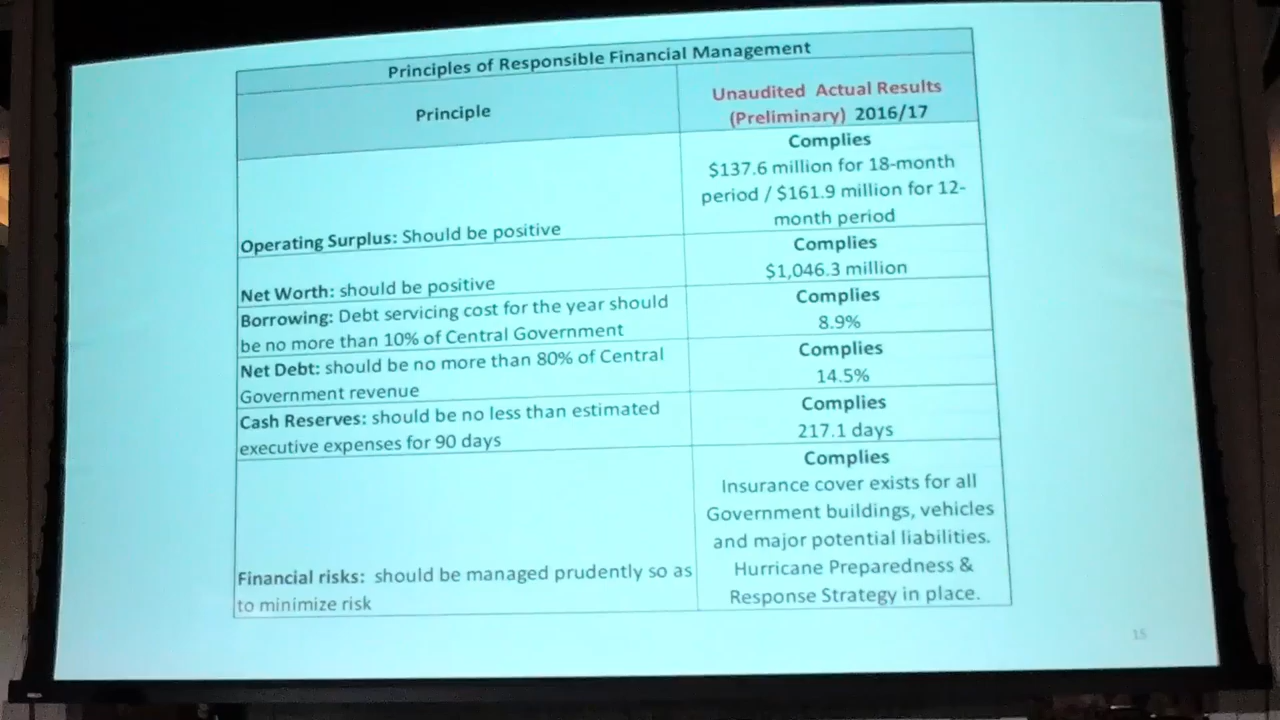 Principles of Responsible Financial Management
Principle
Unaudited Actual Results
(Preliminary) 2016/17
Operating Surplus: Should be positive
Complies
$137.6 million for 18-month
period / $161.9 million for 12-
month period
Net Worth: should be positive
Complies
$1,046.3 million
Borrowing: Debt servicing cost for the year should
be no more than 10% of Central Government
Complies
8.9%
Net Debt: should be no more than 80% of Central
Government revenue
Complies
14.5%
Cash Reserves: should be no less than estimated
executive expenses for 90 days
Complies
217.1 days
Financial risks: should be managed prudently so as
to minimize risk
Complies
Insurance cover exists for all
Government buildings, vehicles
and major potential liabilities.
Hurricane Preparedness &
Response Strategy in place.
15